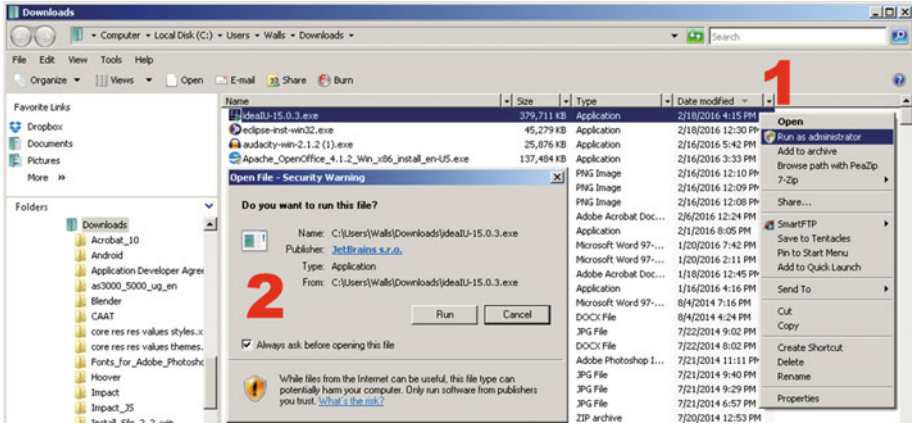 Downloads
Computer Local Disk (C:) Users Walls Downloads
Search
File Edit View Tools Help
1
Organize Views Open E-mail Share Burn
Favorite Links
Dropbox
Documents
Pictures
More »
Folders
Downloads
Acrobat_10
Android
Application Developer Agree
as3000_5000_ug_en
Blender
CAAT
core res res values styles.x
core res res values themes.
Fonts_for_Adobe_Photosho
Hoover
Impact
Impact_JS
Name Size Type Date modified
ideaIU-15.0.3.exe 379,711 KB Application 2/18/2016 4:15 PM
eclipse-inst-win32.exe 45,279 KB Application 2/18/2016 12:30 PM
audacity-win-2.1.2 (1).exe 25,876 KB Application 2/16/2016 5:42 PM
Apache_OpenOffice_4.1.2_Win_x86_install_en-US.exe 137,484 KB Application 2/16/2016 3:33 PM
PNG Image 2/16/2016 12:10 PM
PNG Image 2/16/2016 12:09 PM
PNG Image 2/16/2016 12:08 PM
Adobe Acrobat Doc... 2/6/2016 12:24 PM
Application 2/1/2016 8:05 PM
Microsoft Word 97-... 1/20/2016 7:42 PM
Microsoft Word 97-... 1/20/2016 2:11 PM
Adobe Acrobat Doc... 1/18/2016 12:45 PM
Application 1/16/2016 4:16 PM
Microsoft Word 97-... 8/4/2014 7:16 PM
DOCX File 8/4/2014 4:24 PM
JPG File 7/22/2014 9:02 PM
DOCX File 7/22/2014 8:02 PM
Adobe Photoshop I... 7/21/2014 11:11 PM
JPG File 7/21/2014 9:40 PM
JPG File 7/21/2014 9:29 PM
JPG File 7/21/2014 6:57 PM
ZIP archive 7/20/2014 12:53 PM
Open File - Security Warning
Do you want to run this file?
Name: C:\Users\Walls\Downloads\ideaIU-15.0.3.exe
Publisher: JetBrains s.r.o.
Type: Application
From: C:\Users\Walls\Downloads\ideaIU-15.0.3.exe
2
Run Cancel
Always ask before opening this file
While files from the Internet can be useful, this file type can
potentially harm your computer. Only run software from publishers
you trust. What's the risk?
Open
Run as administrator
Add to archive
Browse path with PeaZip
7-Zip
Share...
SmartFTP
Save to Tentacles
Pin to Start Menu
Add to Quick Launch
Send To
Cut
Copy
Create Shortcut
Delete
Rename
Properties